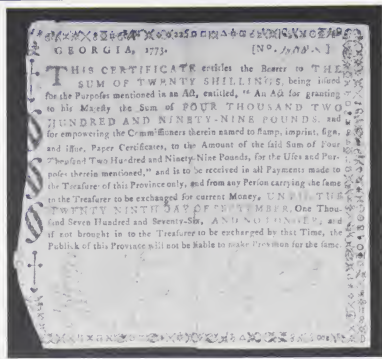 GEORGIA, 1773. [No.
THIS CERTIFICATE entitles the Bearer to THE
SUM OF TWENTY SHILLINGS, being issued
for the Purposes mentioned in an Act, entitled, "An Act for granting
to his Majesty the Sum of FOUR THOUSAND TWO
HUNDRED AND NINETY-NINE POUNDS, and
for empowering the Commissioners therein named to stamp, imprint, sign,
and issue, Paper Certificates, to the Amount of the said Sum of Four
Thousand Two Hundred and Ninety-Nine Pounds, for the Uses and Pur-
poses therein mentioned," and is to be received in all Payments made to
the Treasurer of this Province only, and from any Person carrying the same
to the Treasurer to be exchanged for current Money, UNTIL THE
TWENTY NINTH DAY OF SEPTEMBER, One Thou-
sand Seven Hundred and Seventy-Six, AND NO LONGER; and
if not brought in to the Treasurer to be exchanged by that Time, the
Publick of this Province will not be liable to make Provision for the same.